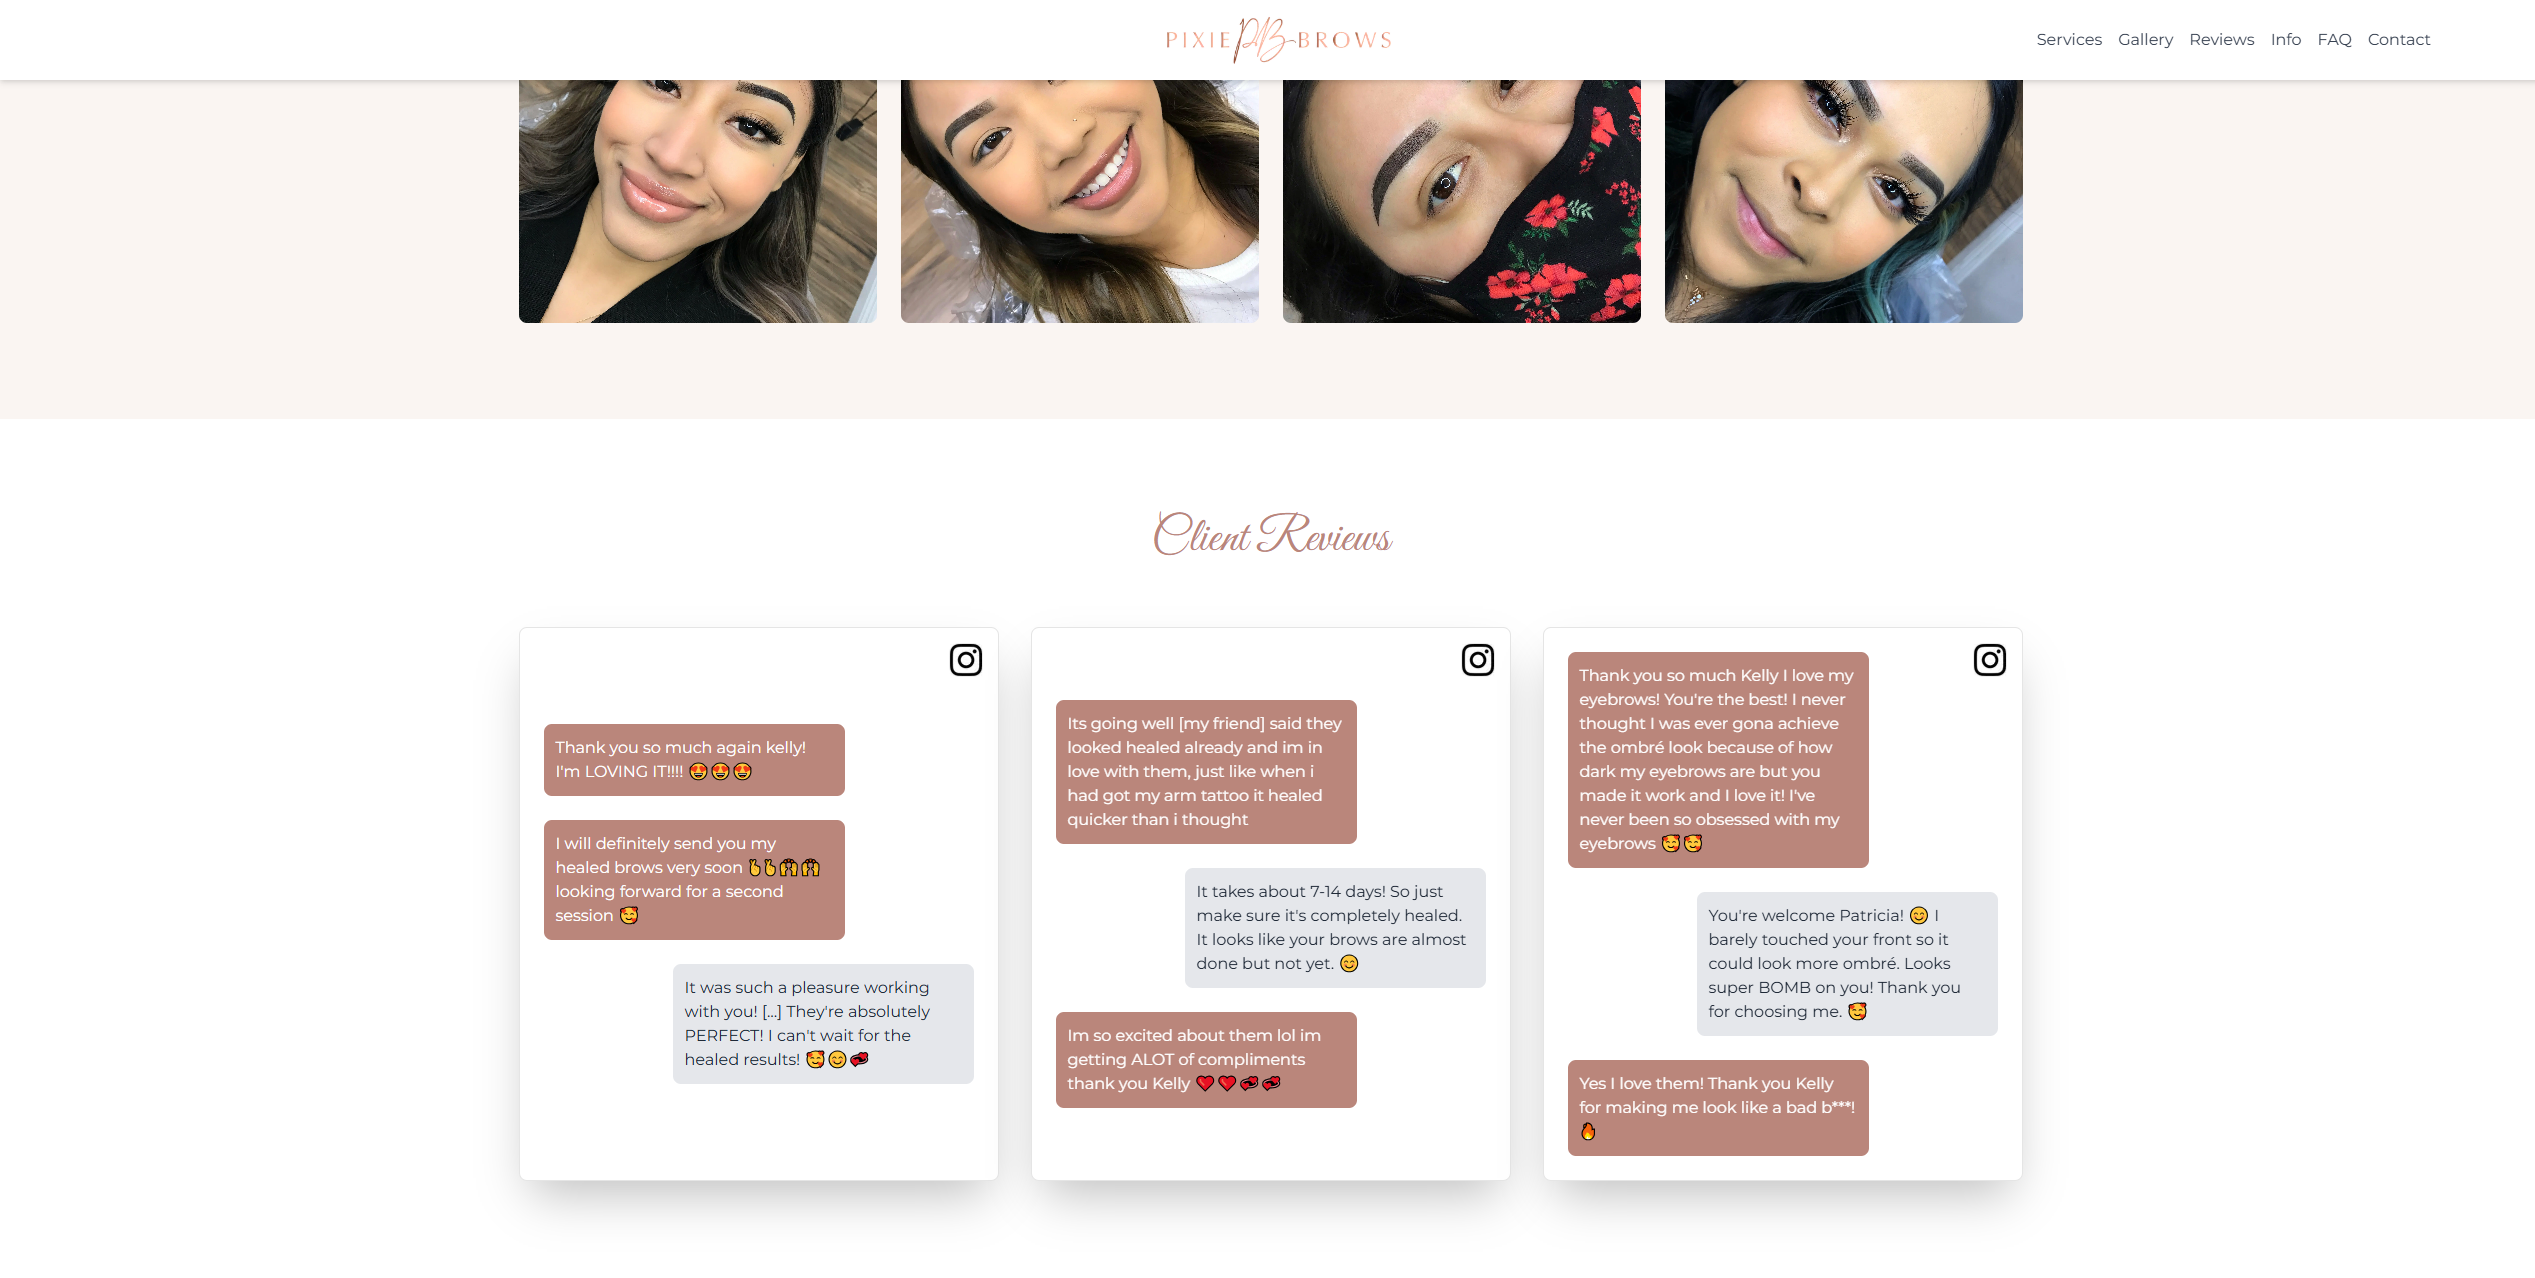 PIXIE PB BROWS
Services Gallery Reviews Info FAQ Contact
Client Reviews
Thank you so much again kelly!
I'm LOVING IT!!!! 😍😍😍
I will definitely send you my
healed brows very soon 🤞🤞🙌🙌
looking forward for a second
session 🥰
It was such a pleasure working
with you! [...] They're absolutely
PERFECT! I can't wait for the
healed results! 🥰😊💋
Its going well [my friend] said they
looked healed already and im in
love with them, just like when i
had got my arm tattoo it healed
quicker than i thought
It takes about 7-14 days! So just
make sure it's completely healed.
It looks like your brows are almost
done but not yet. 😊
Im so excited about them lol im
getting ALOT of compliments
thank you Kelly ❤️❤️💋💋
Thank you so much Kelly I love my
eyebrows! You're the best! I never
thought I was ever gona achieve
the ombré look because of how
dark my eyebrows are but you
made it work and I love it! I've
never been so obsessed with my
eyebrows 🥰🥰
You're welcome Patricia! 😊 I
barely touched your front so it
could look more ombré. Looks
super BOMB on you! Thank you
for choosing me. 🥰
Yes I love them! Thank you Kelly
for making me look like a bad b***!
🔥